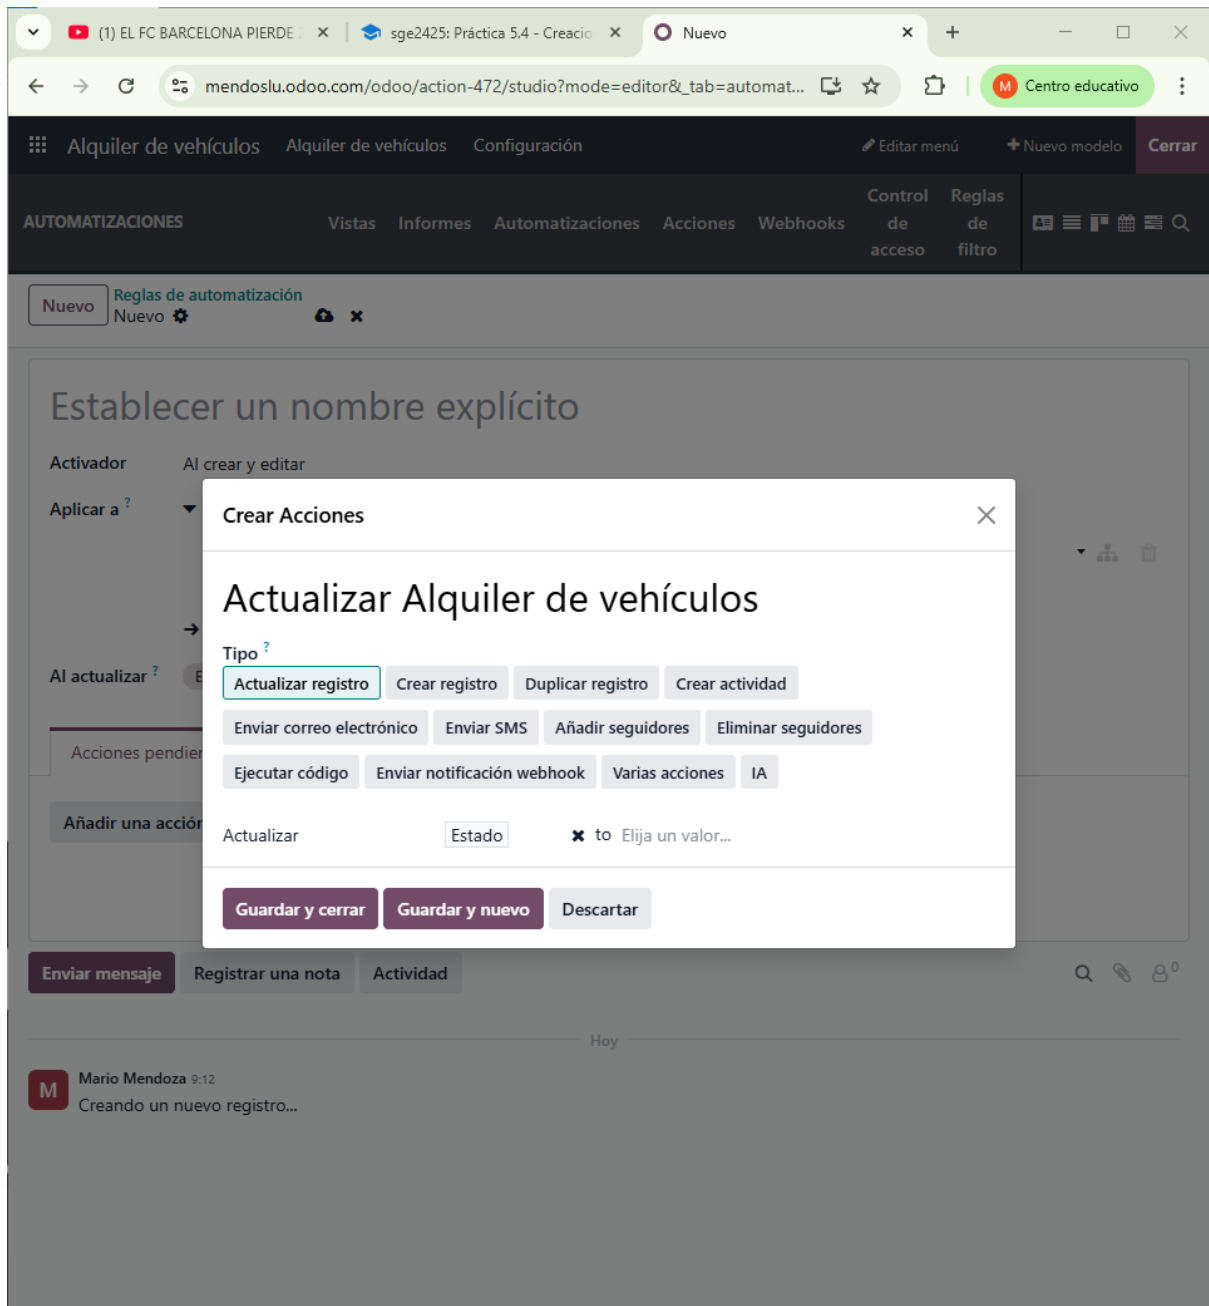 (1) EL FC BARCELONA PIERDE
sge2425: Práctica 5.4 - Creacio
Nuevo
mendoslu.odoo.com/odoo/action-472/studio?mode=editor&_tab=automat...
M
Centro educativo
Alquiler de vehículos
Alquiler de vehículos
Configuración
Editar menú
Nuevo modelo
Cerrar
AUTOMATIZACIONES
Vistas
Informes
Automatizaciones
Acciones
Webhooks
Control de acceso
Reglas de filtro
Nuevo
Reglas de automatización
Nuevo
Establecer un nombre explícito
Activador
Al crear y editar
Aplicar a ?
Al actualizar ?
Acciones pendien
Añadir una acción
Crear Acciones
Actualizar Alquiler de vehículos
Tipo ?
Actualizar registro
Crear registro
Duplicar registro
Crear actividad
Enviar correo electrónico
Enviar SMS
Añadir seguidores
Eliminar seguidores
Ejecutar código
Enviar notificación webhook
Varias acciones
IA
Actualizar
Estado
to
Elija un valor...
Guardar y cerrar
Guardar y nuevo
Descartar
Enviar mensaje
Registrar una nota
Actividad
0
Hoy
M
Mario Mendoza 9:12
Creando un nuevo registro...